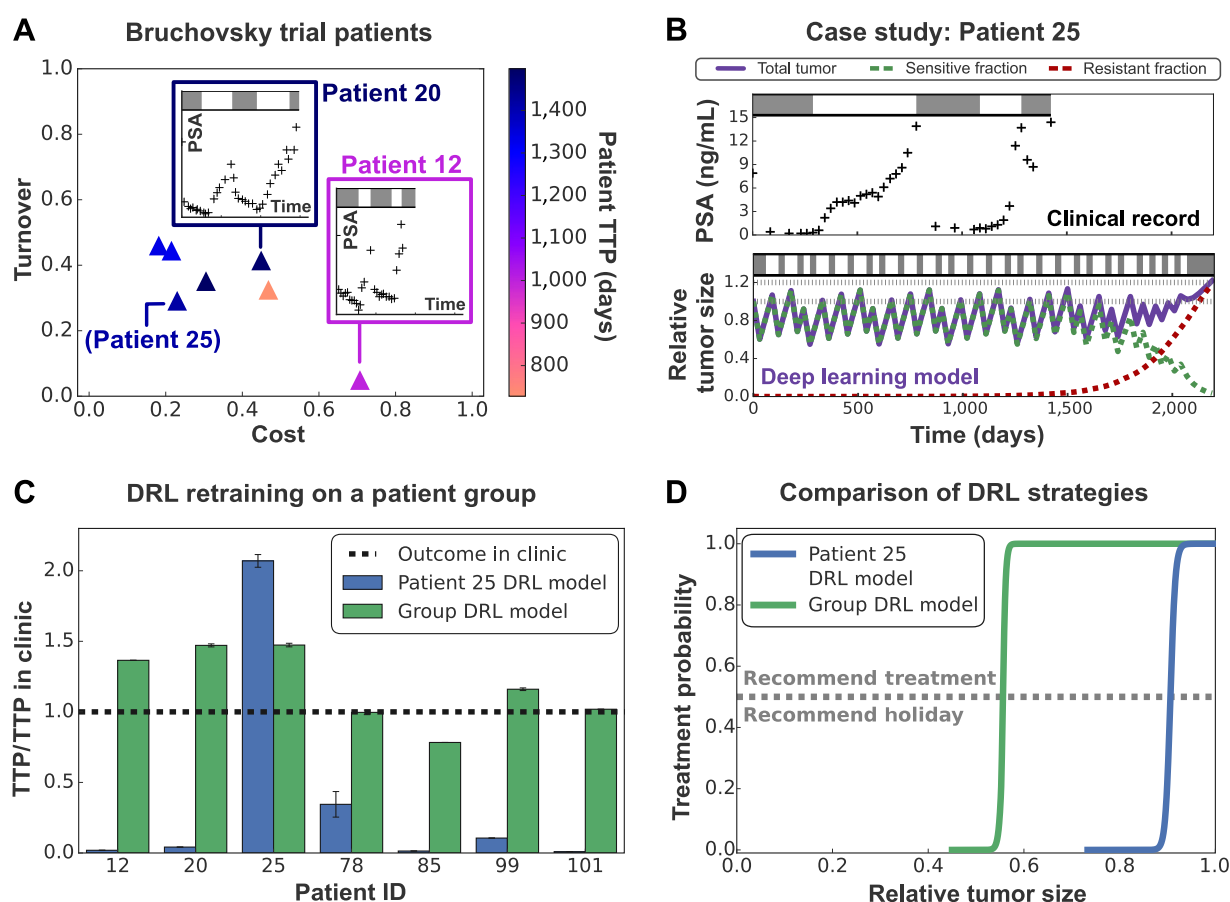 A
Bruchovsky trial patients
1.0
0.8
0.6
0.4
0.2
0.0
Turnover
0.0
0.2
0.4
0.6
0.8
1.0
Cost
PSA
Time
Patient 20
Patient 12
PSA
Time
(Patient 25)
1,400
1,300
1,200
1,100
1,000
900
800
Patient TTP (days)
B
Case study: Patient 25
Total tumor
Sensitive fraction
Resistant fraction
PSA (ng/mL)
15
12
9
6
3
0
Clinical record
Relative
tumor size
1.2
0.8
0.4
0.0
Deep learning model
0
500
1,000
1,500
2,000
Time (days)
C
DRL retraining on a patient group
Outcome in clinic
Patient 25 DRL model
Group DRL model
TTP/TTP in clinic
2.0
1.5
1.0
0.5
0.0
12
20
25
78
85
99
101
Patient ID
D
Comparison of DRL strategies
Patient 25
DRL model
Group DRL model
Treatment probability
1.0
0.8
0.6
0.4
0.2
0.0
Recommend treatment
Recommend holiday
0.0
0.2
0.4
0.6
0.8
1.0
Relative tumor size